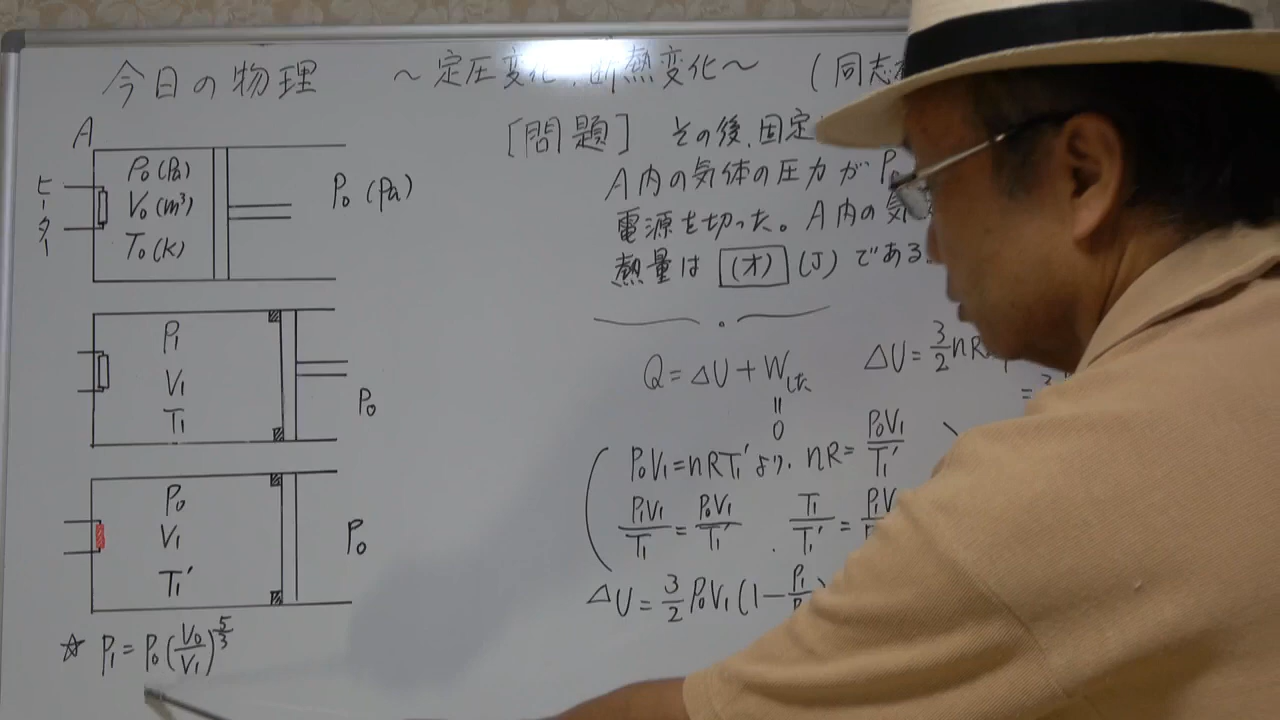 今日の物理 ～定圧変化、断熱変化～ (同志
A
P₀(Pa)
V₀(m³)
T₀(K)
ヒーター
P₀(Pa)
P₁
V₁
T₁
P₀
P₀
V₁
T₁′
P₀
☆ P₁=P₀(V₀/V₁)^5/3
[問題] その後、固定
A内の気体の圧力がP₀
電源を切った。A内の気
熱量は (オ) (J)である.
Q=ΔU+Wした
=
0
ΔU=3/2nR
=3
(P₀V₁=nRT₁′より. nR=P₀V₁/T₁′
P₁V₁/T₁=P₀V₁/T₁′ . T₁/T₁′=P₁V
ΔU=3/2P₀V₁(1-P₁/P